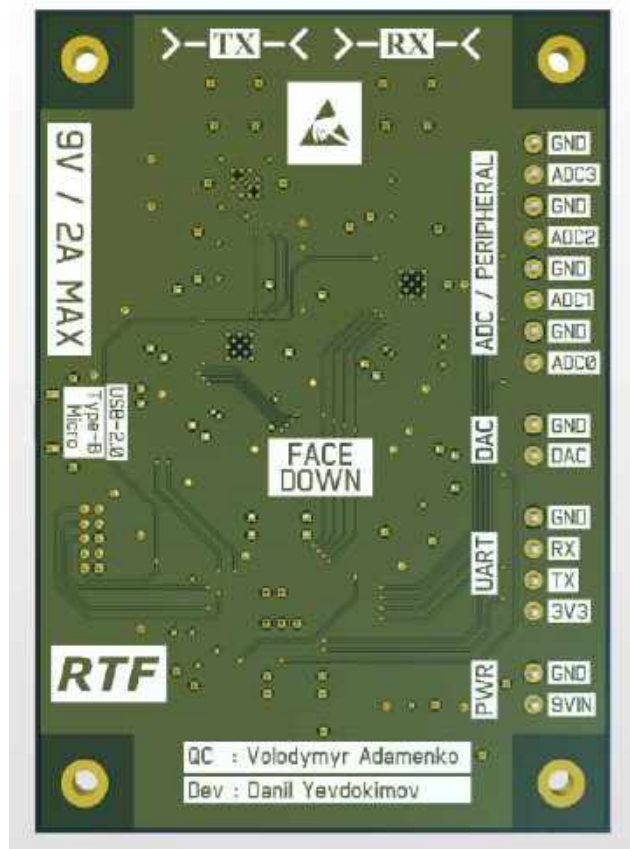 TX RX
9V / 2A MAX
ADC / PERIPHERAL
GND
ADC3
GND
ADC2
GND
ADC1
GND
ADC0
DAC
GND
DAC
USB-2.0
Type-B
Micro
FACE
DOWN
UART
GND
RX
TX
3V3
RTF
PWR
GND
9VIN
QC : Volodymyr Adamenko
Dev : Danil Yevdokimov